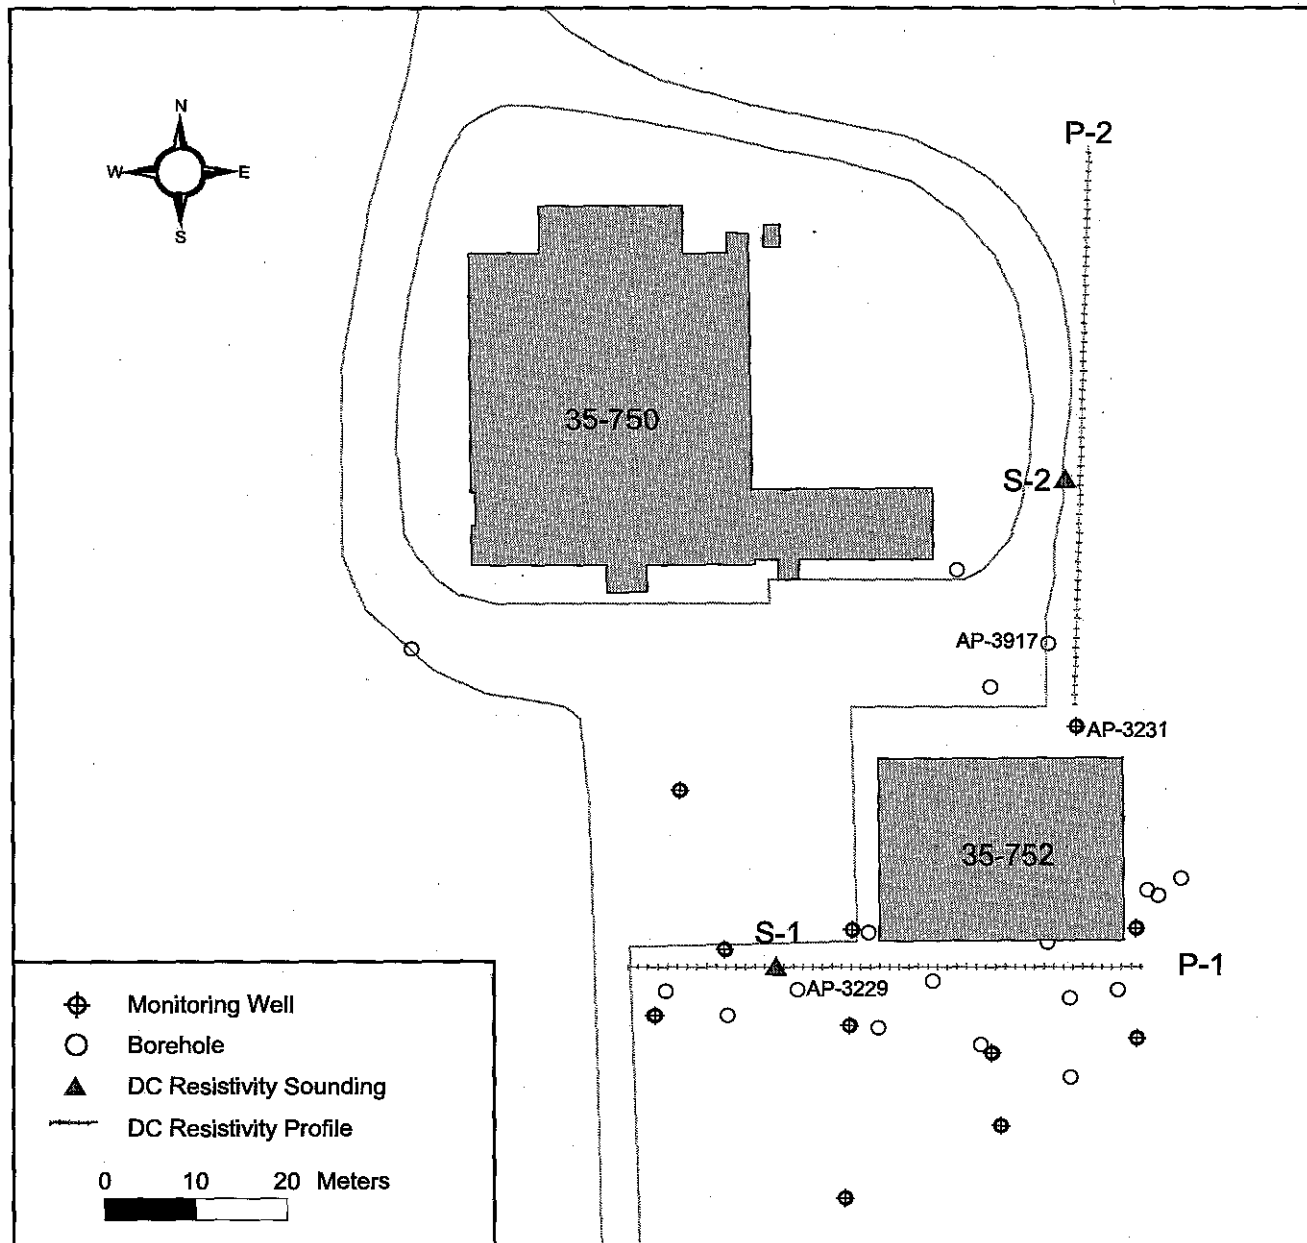 N
W E
S
P-2
35-750
S-2
AP-3917
AP-3231
35-752
S-1
P-1
AP-3229
Monitoring Well
Borehole
DC Resistivity Sounding
DC Resistivity Profile
0 10 20 Meters